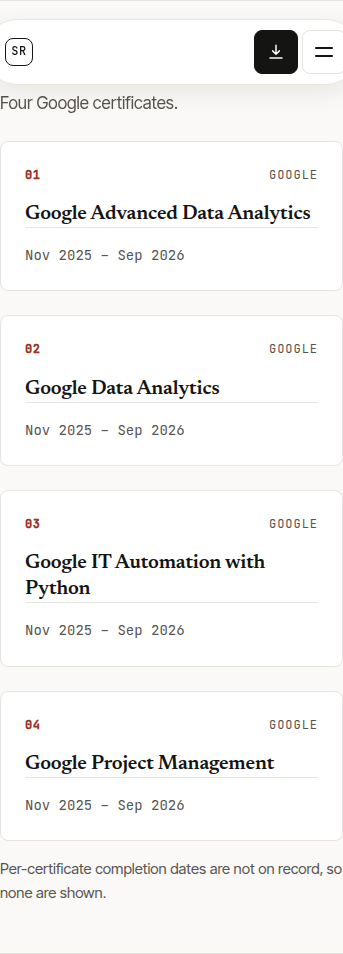 SR
Four Google certificates.
01 GOOGLE
Google Advanced Data Analytics
Nov 2025 – Sep 2026
02 GOOGLE
Google Data Analytics
Nov 2025 – Sep 2026
03 GOOGLE
Google IT Automation with
Python
Nov 2025 – Sep 2026
04 GOOGLE
Google Project Management
Nov 2025 – Sep 2026
Per-certificate completion dates are not on record, so
none are shown.